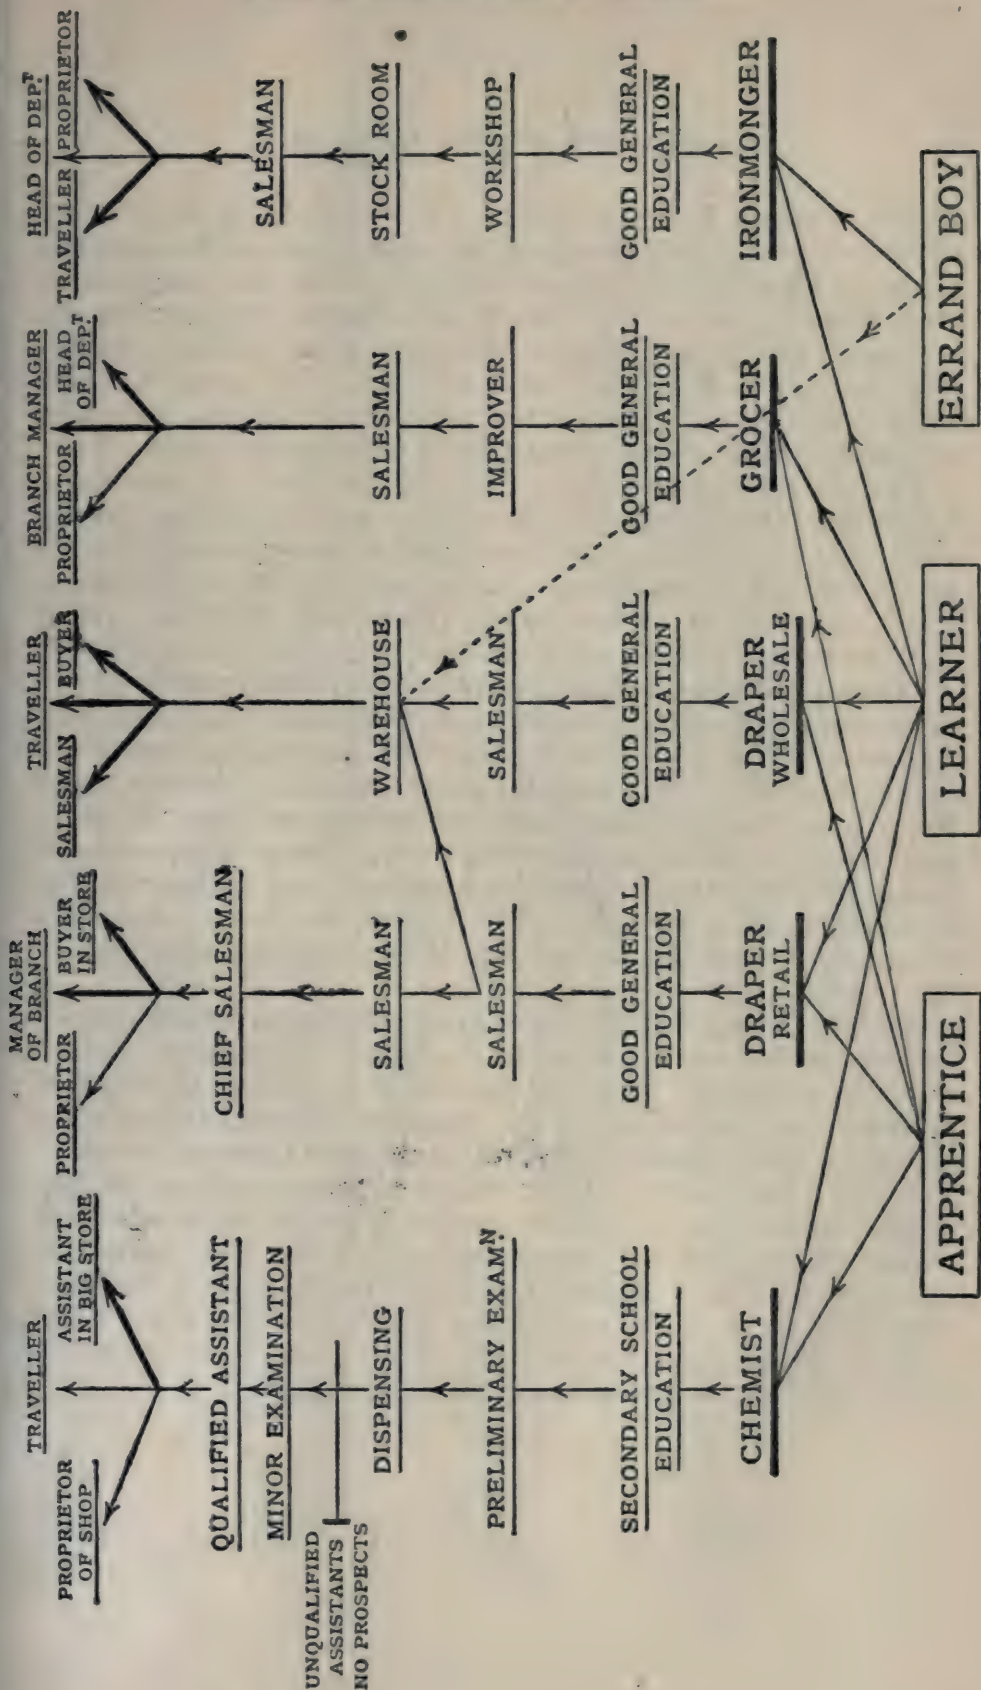 TRAVELLER
PROPRIETOR
OF SHOP
ASSISTANT
IN BIG STORE
QUALIFIED ASSISTANT
MINOR EXAMINATION
UNQUALIFIED
ASSISTANTS
NO PROSPECTS
DISPENSING
PRELIMINARY EXAMN.
SECONDARY SCHOOL
EDUCATION
CHEMIST
MANAGER
OF BRANCH
PROPRIETOR
BUYER
IN STORE
CHIEF SALESMAN
SALESMAN
SALESMAN
GOOD GENERAL
EDUCATION
DRAPER
RETAIL
TRAVELLER
SALESMAN
BUYER
WAREHOUSE
SALESMAN
COOD GENERAL
EDUCATION
DRAPER
WHOLESALE
BRANCH MANAGER
PROPRIETOR
HEAD
OF DEPT.
SALESMAN
IMPROVER
GOOD GENERAL
EDUCATION
GROCER
HEAD OF DEPT.
TRAVELLER
PROPRIETOR
SALESMAN
STOCK ROOM
WORKSHOP
GOOD GENERAL
EDUCATION
IRONMONGER
APPRENTICE
LEARNER
ERRAND BOY